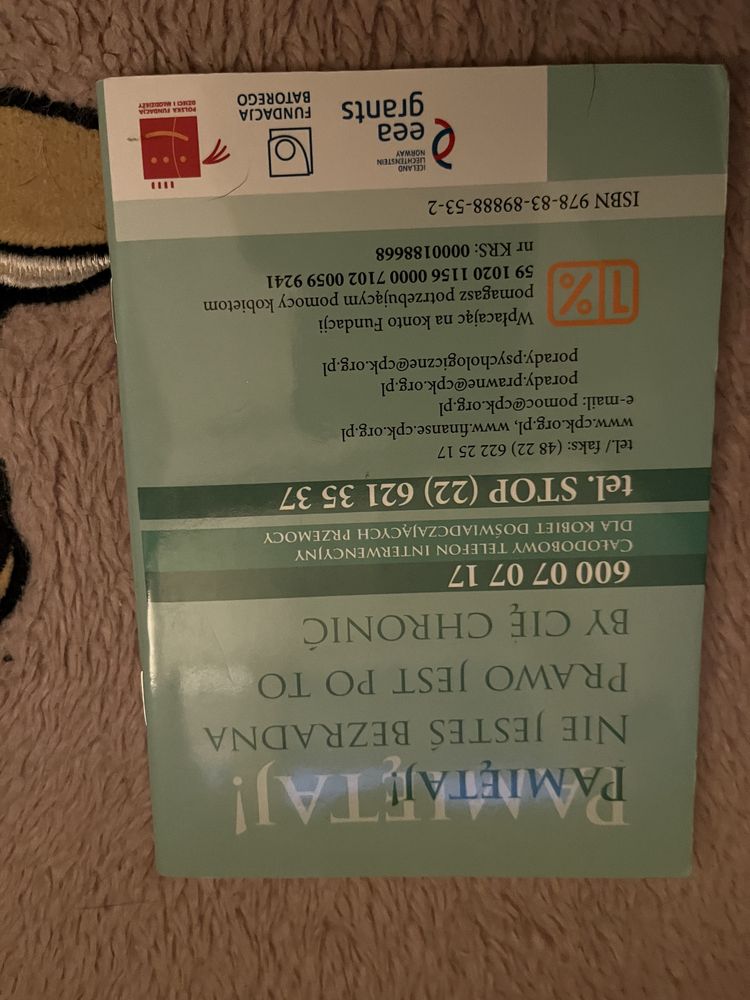 PAMIĘTAJ!
PAMIĘTAJ!
NIE JESTEŚ BEZRADNA
PRAWO JEST PO TO
BY CIĘ CHRONIĆ
600 07 07 17
CAŁODOBOWY TELEFON INTERWENCYJNY
DLA KOBIET DOŚWIADCZAJĄCYCH PRZEMOCY
tel. STOP (22) 621 35 37
tel./ faks: (48 22) 622 25 17
www.cpk.org.pl, www.finanse.cpk.org.pl
e-mail: pomoc@cpk.org.pl
porady.prawne@cpk.org.pl
porady.psychologiczne@cpk.org.pl
1%
Wpłacając na konto Fundacji
pomagasz potrzebującym pomocy kobietom
59 1020 1156 0000 7102 0059 9241
nr KRS: 0000188668
ISBN 978-83-89888-53-2
ICELAND
LIECHTENSTEIN
NORWAY
eea
grants
FUNDACJA
BATOREGO
POLSKA FUNDACJA
DZIECI I MŁODZIEŻY